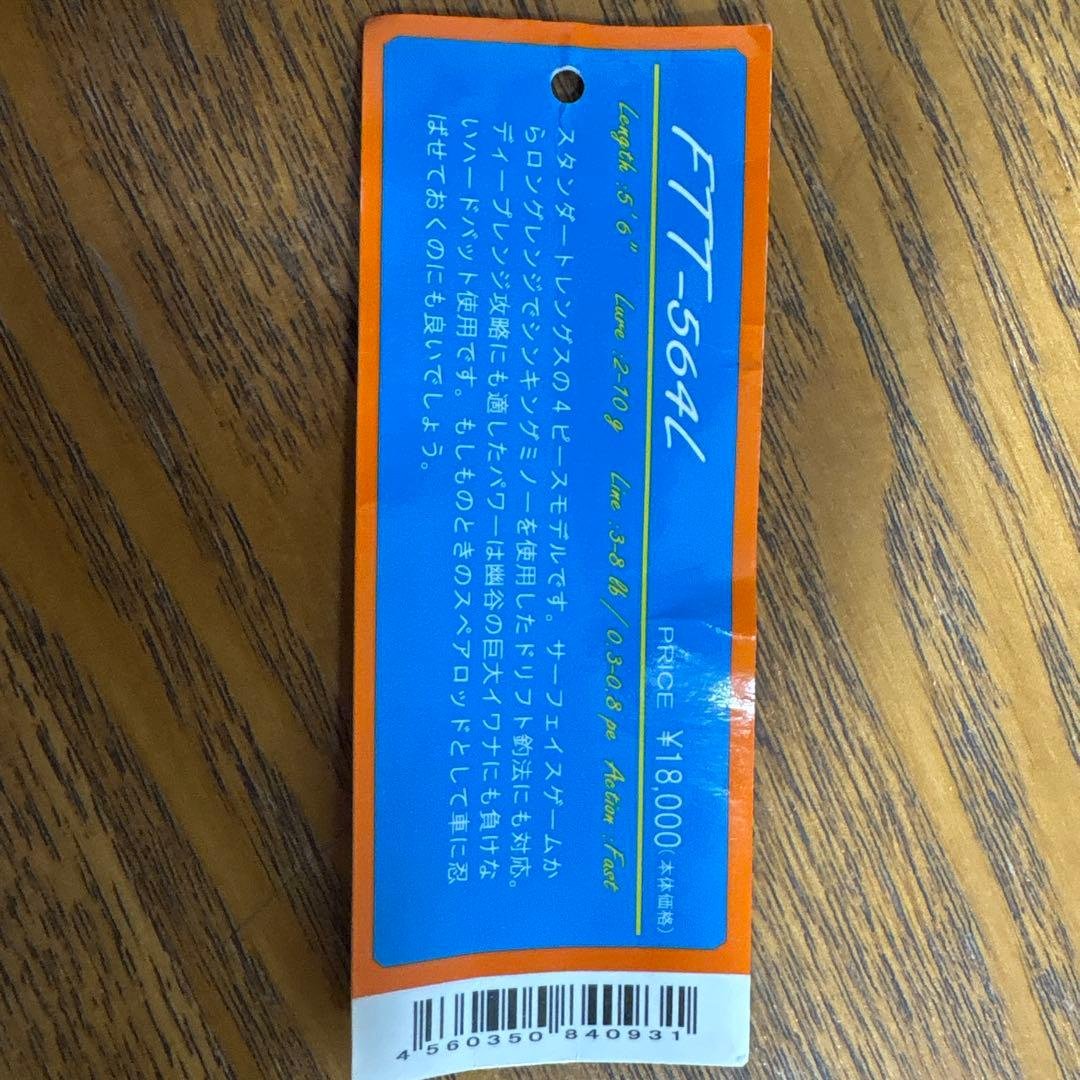 FTT-564L PRICE ¥18,000(本体価格)
Length :5'6" Lure :2-10g Line :3-8 lb / 0.3-0.8 pe Action :Fast
スタンダートレングスの4ピースモデルです。サーフェイスゲームか
らロングレンジでシンキングミノーを使用したドリフト釣法にも対応。
ディープレンジ攻略にも適したパワーは幽谷の巨大イワナにも負けな
いハードバット使用です。もしものときのスペアロッドとして車に忍
ばせておくのにも良いでしょう。
4 560350 840931